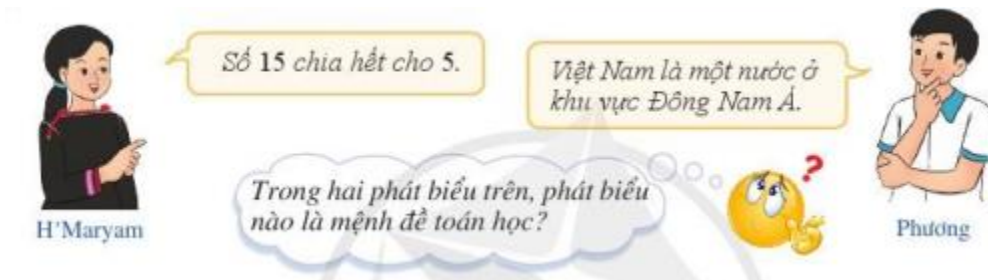 Số 15 chia hết cho 5.
Việt Nam là một nước ở
khu vực Đông Nam Á.
Trong hai phát biểu trên, phát biểu
nào là mệnh đề toán học?
?
H'Maryam
Phương